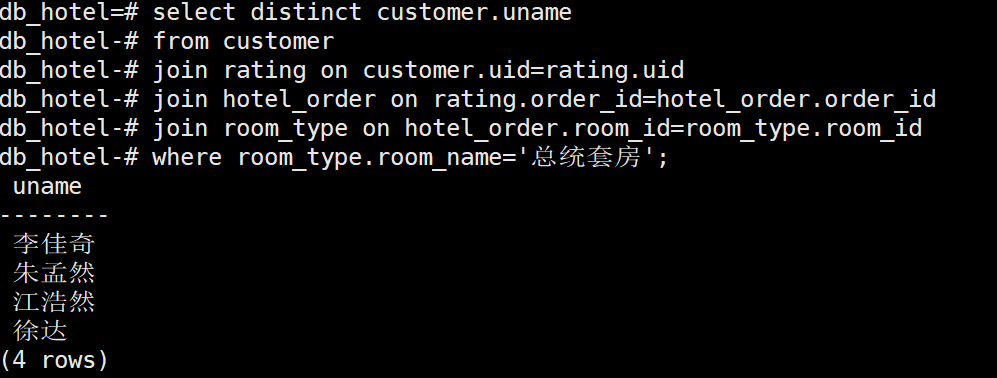 db_hotel=# select distinct customer.uname
db_hotel-# from customer
db_hotel-# join rating on customer.uid=rating.uid
db_hotel-# join hotel_order on rating.order_id=hotel_order.order_id
db_hotel-# join room_type on hotel_order.room_id=room_type.room_id
db_hotel-# where room_type.room_name='总统套房';
 uname
--------
 李佳奇
 朱孟然
 江浩然
 徐达
(4 rows)